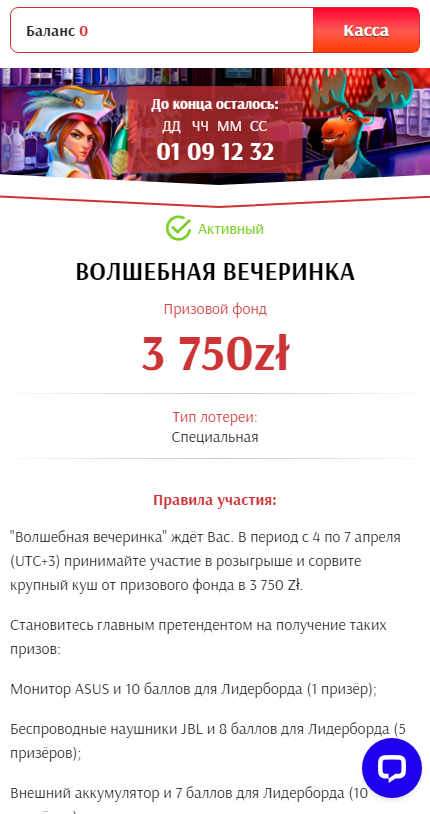 Баланс 0
Касса
До конца осталось:
ДД ЧЧ ММ СС
01 09 12 32
Активный
ВОЛШЕБНАЯ ВЕЧЕРИНКА
Призовой фонд
3 750zł
Тип лотереи:
Специальная
Правила участия:
"Волшебная вечеринка" ждёт Вас. В период с 4 по 7 апреля
(UTC+3) принимайте участие в розыгрыше и сорвите
крупный куш от призового фонда в 3 750 Zł.
Становитесь главным претендентом на получение таких
призов:
Монитор ASUS и 10 баллов для Лидерборда (1 призёр);
Беспроводные наушники JBL и 8 баллов для Лидерборда (5
призёров);
Внешний аккумулятор и 7 баллов для Лидерборда (10